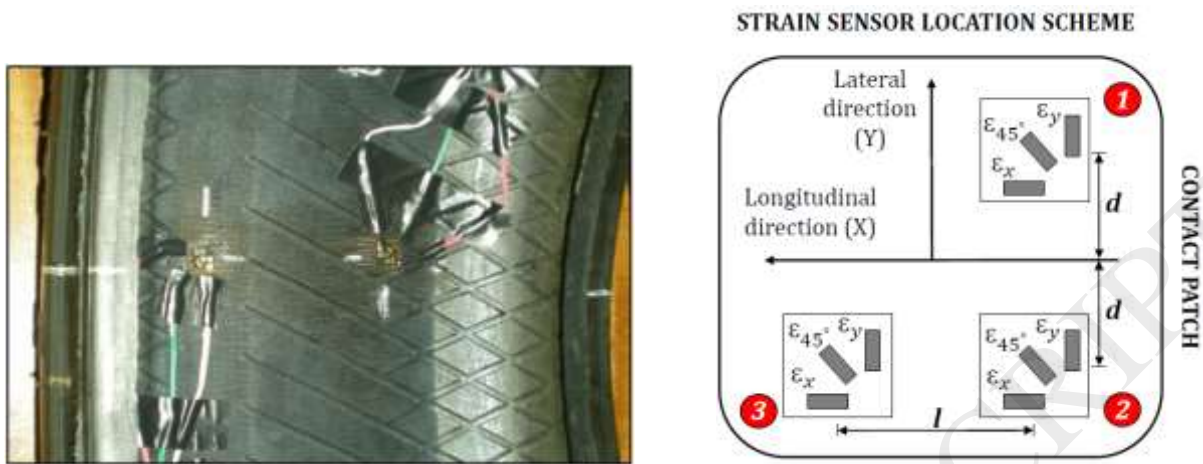 STRAIN SENSOR LOCATION SCHEME
Lateral
direction
(Y)
Longitudinal
direction (X)
ε45°
εy
εx
1
d
d
CONTACT PATCH
ε45°
εy
εx
3
ε45°
εy
εx
2
l